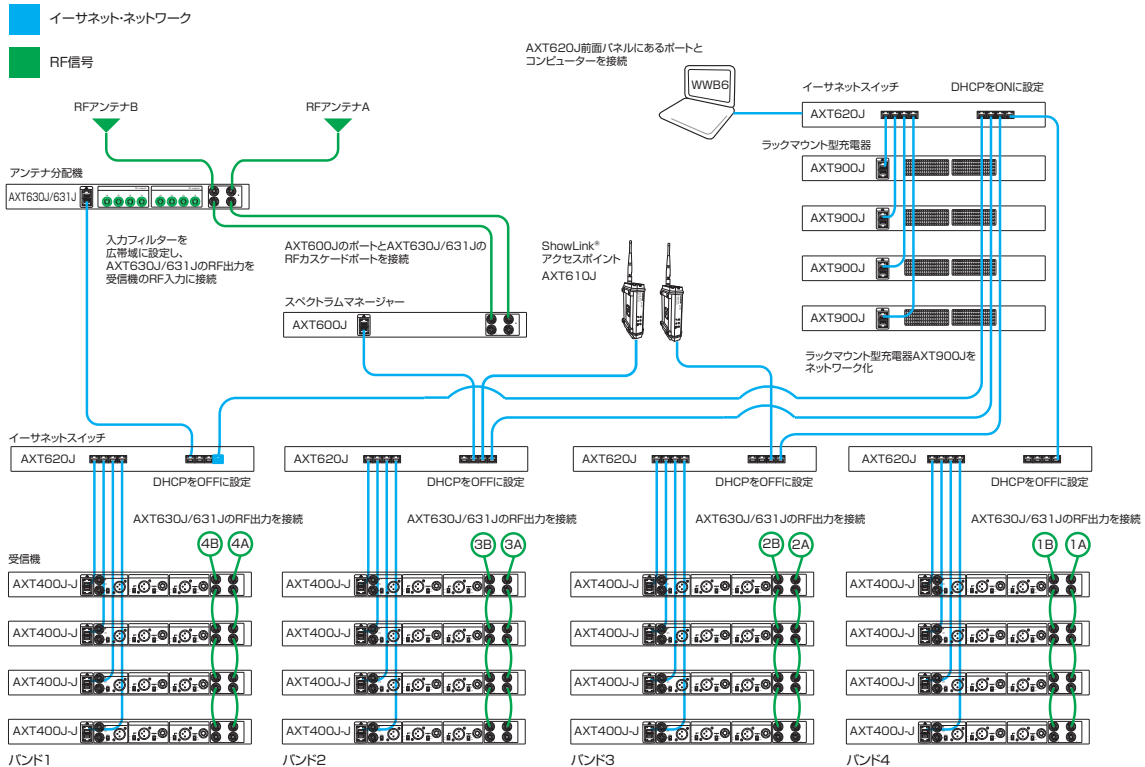 イーサネット・ネットワーク
RF信号
RFアンテナB
RFアンテナA
AXT620J前面パネルにあるポートと
コンピューターを接続
WWB6
イーサネットスイッチ
DHCPをONに設定
AXT620J
ラックマウント型充電器
AXT900J
AXT900J
AXT900J
AXT900J
ラックマウント型充電器AXT900Jを
ネットワーク化
アンテナ分配機
AXT630J/631J
入力フィルターを
広帯域に設定し、
AXT630J/631JのRF出力を
受信機のRF入力に接続
AXT600JのポートとAXT630J/631Jの
RFカスケードポートを接続
スペクトラムマネージャー
AXT600J
ShowLink®
アクセスポイント
AXT610J
イーサネットスイッチ
AXT620J
DHCPをOFFに設定
AXT620J
DHCPをOFFに設定
AXT620J
DHCPをOFFに設定
AXT620J
DHCPをOFFに設定
AXT630J/631JのRF出力を接続
4B
4A
受信機
AXT400J-J
AXT400J-J
AXT400J-J
AXT400J-J
バンド1
AXT630J/631JのRF出力を接続
3B
3A
AXT400J-J
AXT400J-J
AXT400J-J
AXT400J-J
バンド2
AXT630J/631JのRF出力を接続
2B
2A
AXT400J-J
AXT400J-J
AXT400J-J
AXT400J-J
バンド3
AXT630J/631JのRF出力を接続
1B
1A
AXT400J-J
AXT400J-J
AXT400J-J
AXT400J-J
バンド4